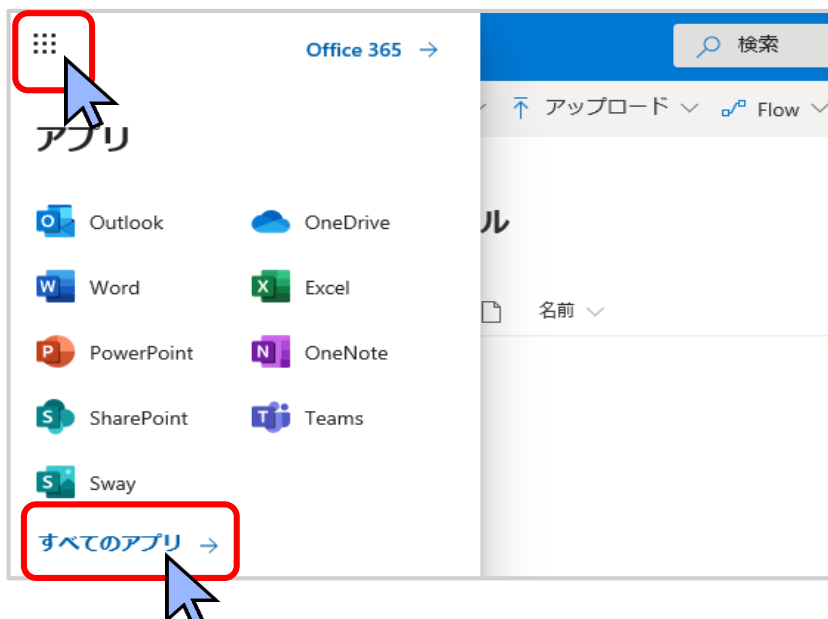 Office 365 →
検索
アップロード
Flow
アプリ
Outlook
OneDrive
ル
Word
Excel
名前
PowerPoint
OneNote
SharePoint
Teams
Sway
すべてのアプリ →